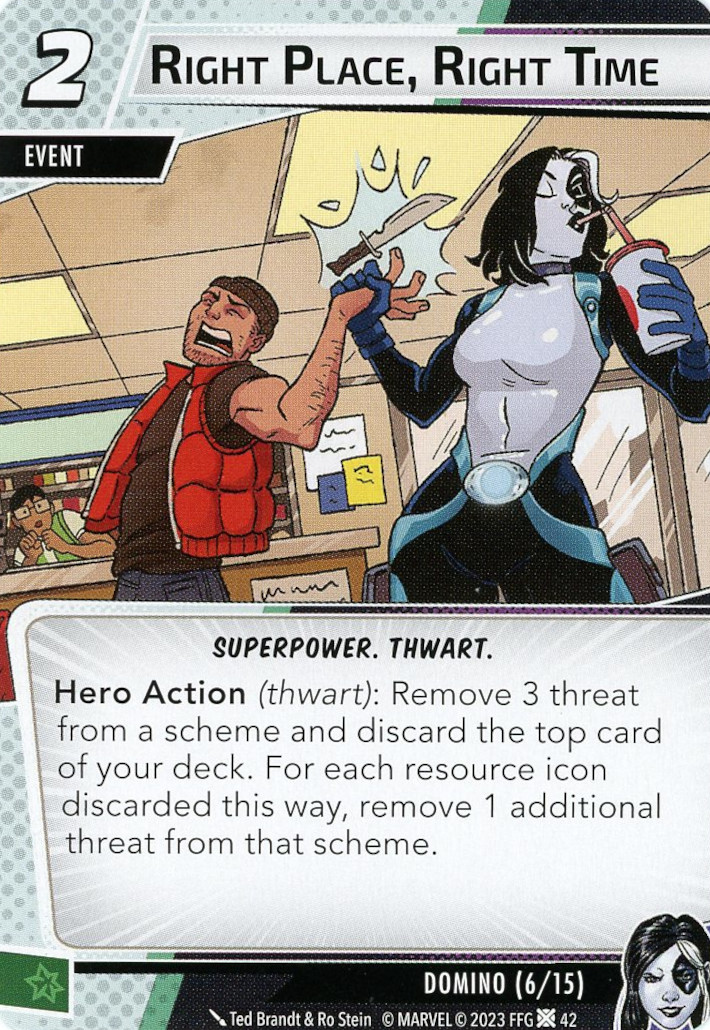 2
RIGHT PLACE, RIGHT TIME
EVENT
SUPERPOWER. THWART.
Hero Action (thwart): Remove 3 threat
from a scheme and discard the top card
of your deck. For each resource icon
discarded this way, remove 1 additional
threat from that scheme.
DOMINO (6/15)
Ted Brandt & Ro Stein © MARVEL © 2023 FFG 42